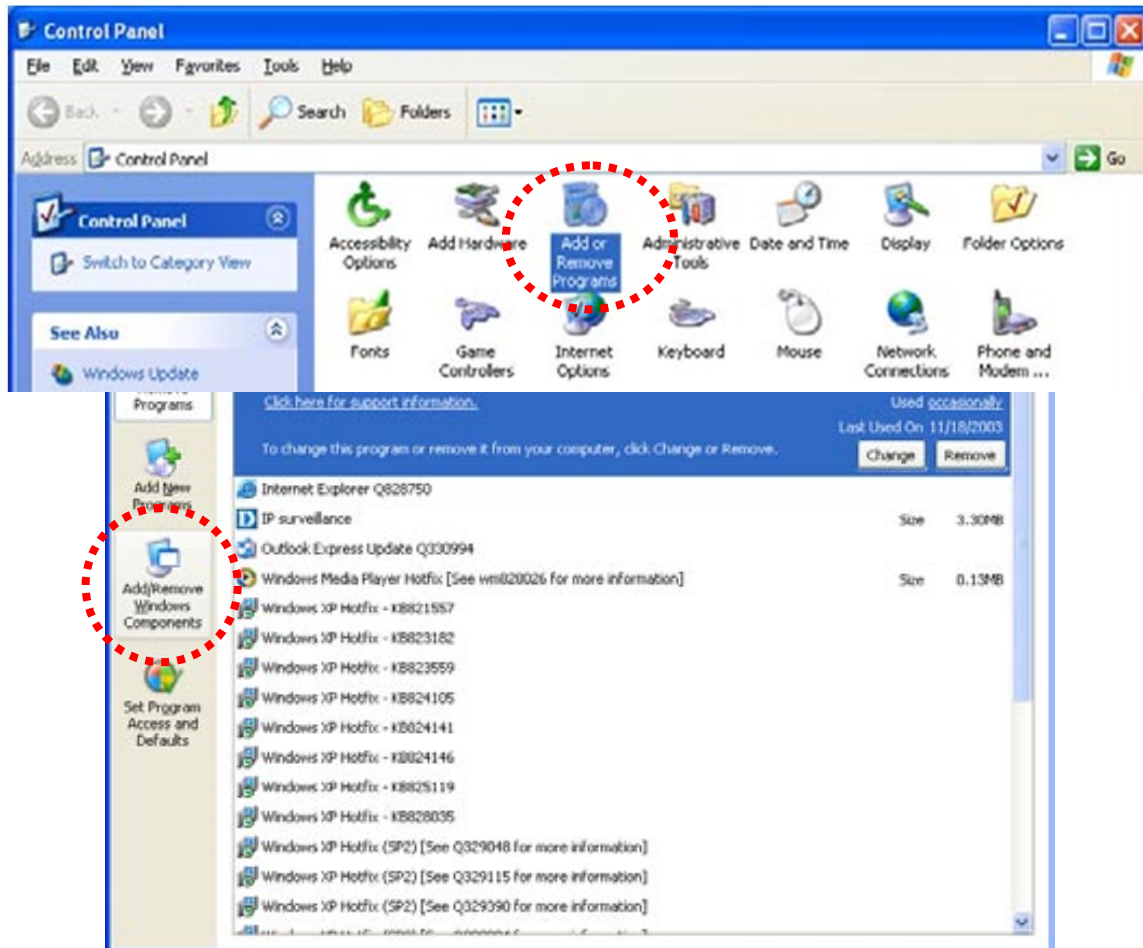 Control Panel
File Edit View Favorites Tools Help
Back Search Folders
Address Control Panel Go
Control Panel
Switch to Category View
See Also
Windows Update
Accessibility Options
Add Hardware
Add or Remove Programs
Administrative Tools
Date and Time
Display
Folder Options
Fonts
Game Controllers
Internet Options
Keyboard
Mouse
Network Connections
Phone and Modem ...
Remove
Programs
Add New
Programs
Add/Remove
Windows
Components
Set Program
Access and
Defaults
Click here for support information.
Used occasionally
Last Used On 11/18/2003
To change this program or remove it from your computer, click Change or Remove.
Change Remove
Internet Explorer Q828750
IP surveillance Size 3.30MB
Outlook Express Update Q330994
Windows Media Player Hotfix [See wm828026 for more information] Size 0.13MB
Windows XP Hotfix - KB821557
Windows XP Hotfix - KB823182
Windows XP Hotfix - KB823559
Windows XP Hotfix - KB824105
Windows XP Hotfix - KB824141
Windows XP Hotfix - KB824146
Windows XP Hotfix - KB825119
Windows XP Hotfix - KB828035
Windows XP Hotfix (SP2) [See Q329048 for more information]
Windows XP Hotfix (SP2) [See Q329115 for more information]
Windows XP Hotfix (SP2) [See Q329390 for more information]